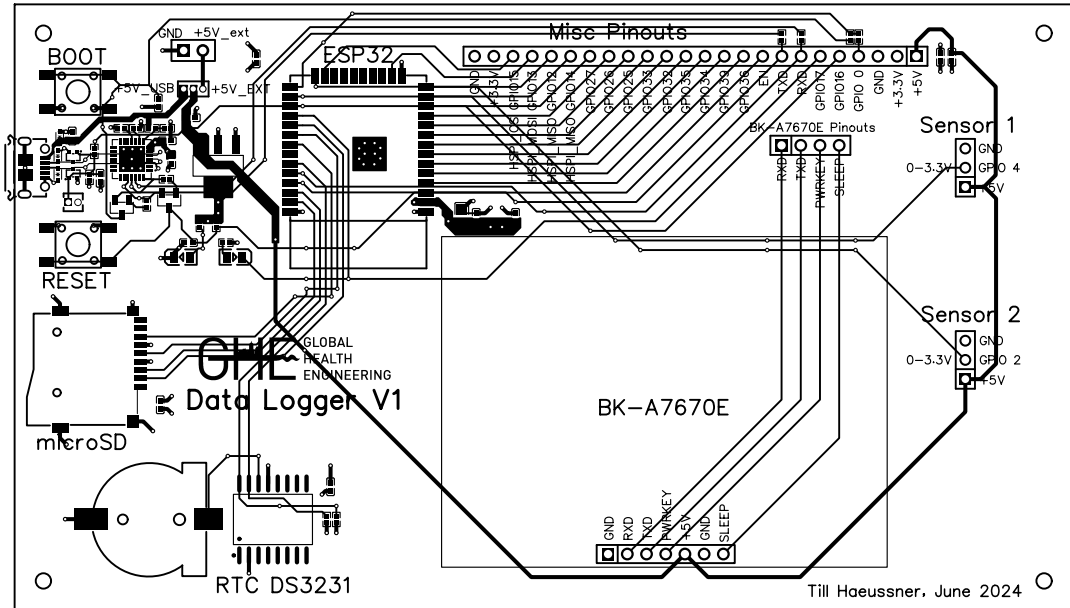 GND +5V_ext
BOOT
+5V_USB
+5V_EXT
ESP32
Misc Pinouts
GND
+3.3V
HSPI_CS GPIO15
HSPI_MOSI GPIO13
HSPI_MISO GPIO12
HSPI_MISO GPIO14
GPIO27
GPIO26
GPIO25
GPIO33
GPIO32
GPIO35
GPIO34
GPIO39
GPIO36
EN
TXD
RXD
GPIO17
GPIO16
GPIO 0
GND
+3.3V
+5V
BK-A7670E Pinouts
RXD
TXD
PWRKEY
SLEEP
Sensor 1
GND
0-3.3V GPIO 4
+5V
RESET
Sensor 2
GND
0-3.3V GPIO 2
+5V
GHE
GLOBAL
HEALTH
ENGINEERING
Data Logger V1
microSD
BK-A7670E
GND
RXD
TXD
PWRKEY
+5V
GND
SLEEP
RTC DS3231
Till Haeussner, June 2024